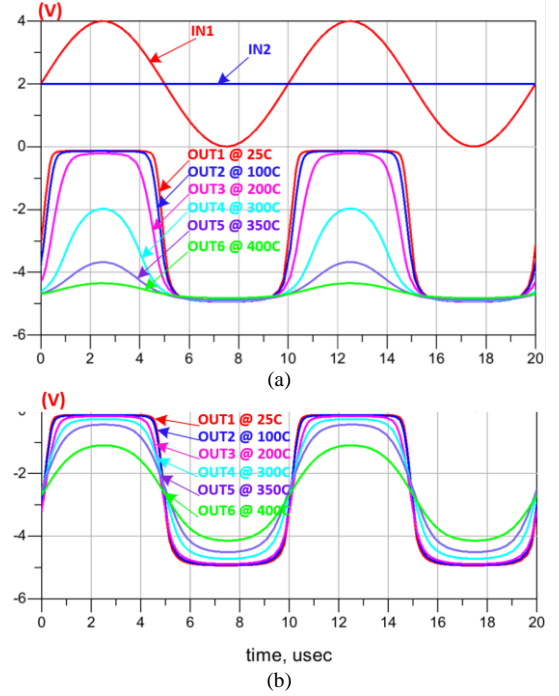 (V)
4
IN1
IN2
2
0
OUT1 @ 25C
OUT2 @ 100C
-2
OUT3 @ 200C
OUT4 @ 300C
OUT5 @ 350C
-4
OUT6 @ 400C
-6
0 2 4 6 8 10 12 14 16 18 20
(a)
(V)
0
OUT1 @ 25C
OUT2 @ 100C
OUT3 @ 200C
-2
OUT4 @ 300C
OUT5 @ 350C
OUT6 @ 400C
-4
-6
0 2 4 6 8 10 12 14 16 18 20
time, usec
(b)